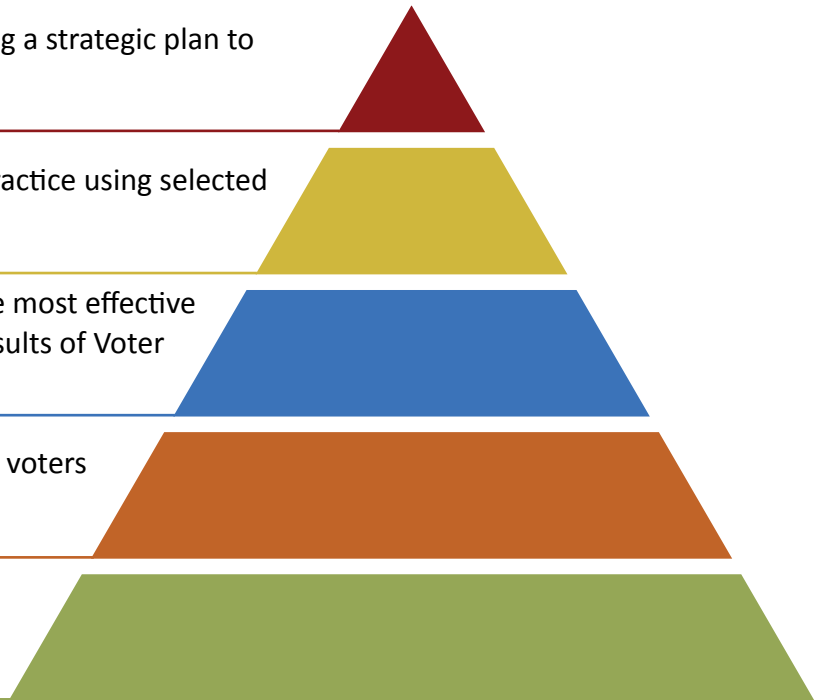 g a strategic plan to
actice using selected
e most effective
sults of Voter
voters